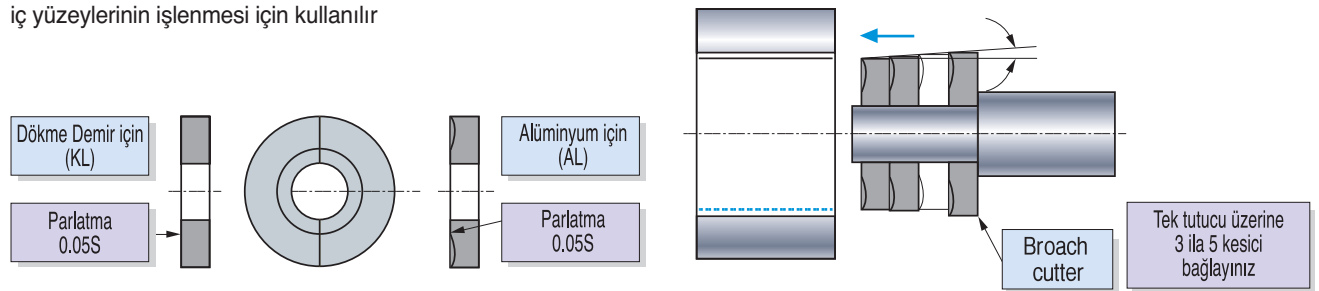 iç yüzeylerinin işlenmesi için kullanılır
Dökme Demir için
(KL)
Parlatma
0.05S
Alüminyum için
(AL)
Parlatma
0.05S
Broach
cutter
Tek tutucu üzerine
3 ila 5 kesici
bağlayınız